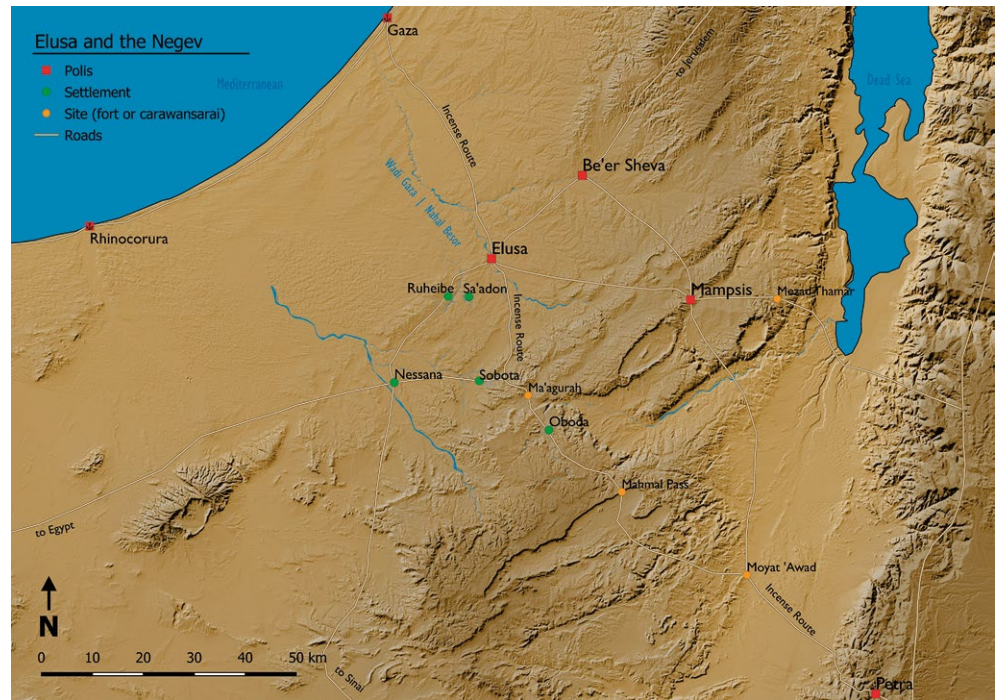 Elusa and the Negev
Polis
Settlement
Site (fort or carawansarai)
Roads
Mediterranean
Gaza
to Jerusalem
Dead Sea
Incense Route
Be'er Sheva
Wadi Gaza | Nahal Besor
Rhinocorura
Elusa
Ruheibe
Sa'adon
Incense Route
Mampsis
Mezad Thamar
Nessana
Sobota
Ma'agurah
Oboda
Mahmal Pass
to Egypt
Moyat 'Awad
Incense Route
N
0 10 20 30 40 50 km
to Sinai
Petra